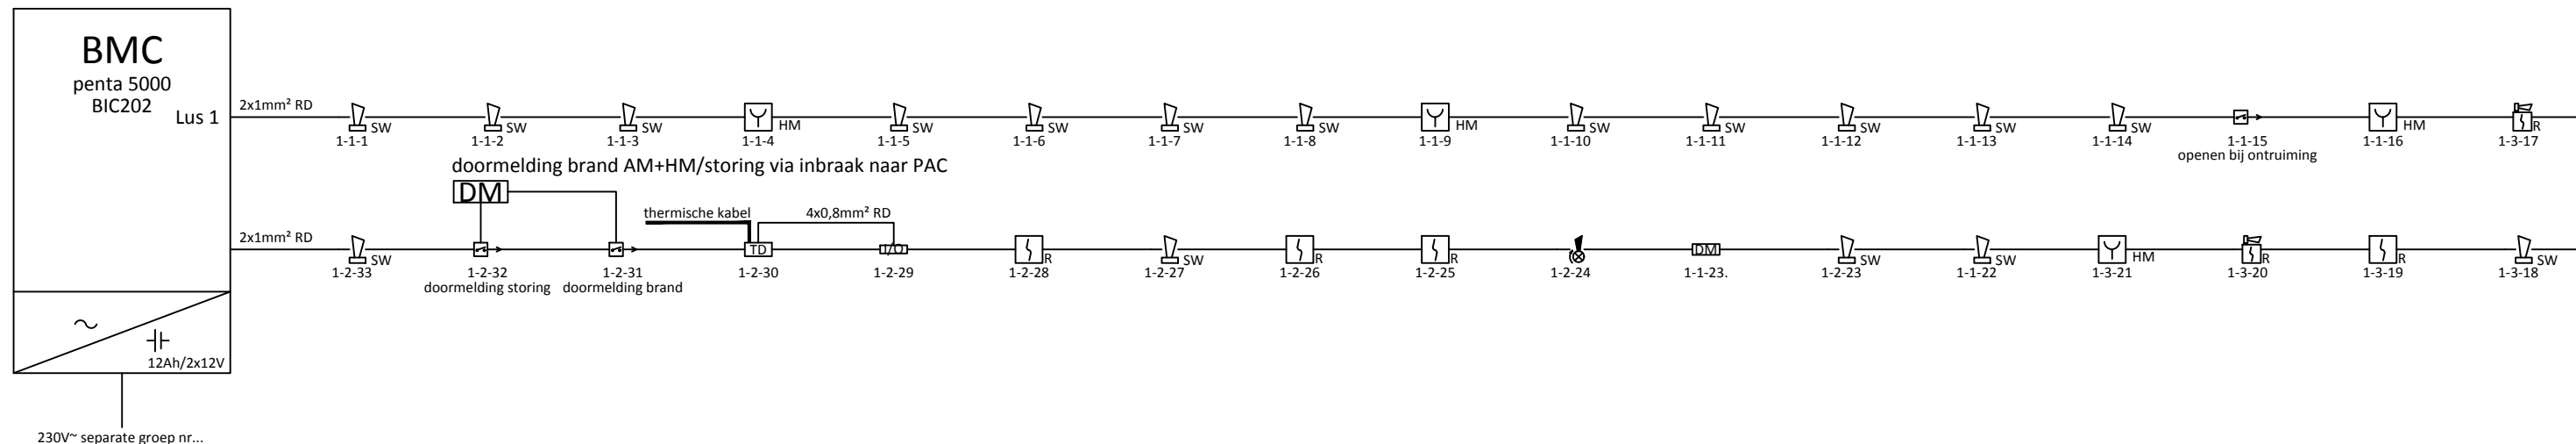 BMC
penta 5000
BIC202
Lus 1
2x1mm² RD
SW
SW
SW
HM
SW
SW
SW
SW
HM
SW
SW
SW
SW
SW
HM
R
1-1-1
1-1-2
1-1-3
1-1-4
1-1-5
1-1-6
1-1-7
1-1-8
1-1-9
1-1-10
1-1-11
1-1-12
1-1-13
1-1-14
1-1-15
1-1-16
1-3-17
openen bij ontruiming
doormelding brand AM+HM/storing via inbraak naar PAC
DM
thermische kabel
4x0,8mm² RD
2x1mm² RD
SW
TD
I/O
R
SW
R
R
DM
SW
SW
HM
R
R
SW
1-2-33
1-2-32
1-2-31
1-2-30
1-2-29
1-2-28
1-2-27
1-2-26
1-2-25
1-2-24
1-1-23.
1-2-23
1-1-22
1-3-21
1-3-20
1-3-19
1-3-18
doormelding storing
doormelding brand
12Ah/2x12V
230V~ separate groep nr...